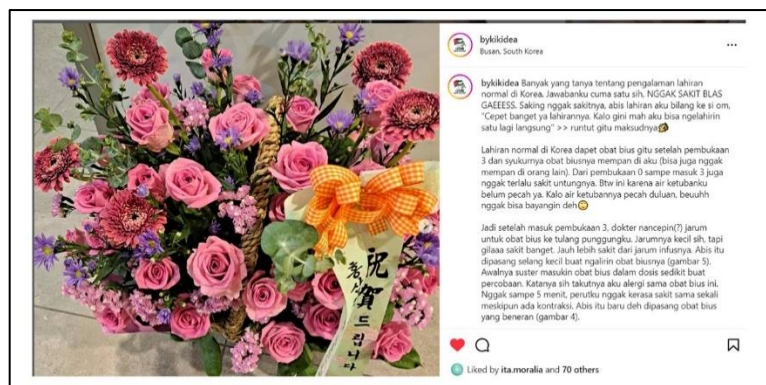 祝
賀
드
립
니
다
bykikidea
Busan, South Korea
bykikidea Banyak yang tanya tentang pengalaman lahiran
normal di Korea. Jawabanku cuma satu sih, NGGAK SAKIT BLAS
GAEEESS. Saking nggak sakitnya, abis lahiran aku bilang ke si om,
"Cepet banget ya lahirannya. Kalo gini mah aku bisa ngelahirin
satu lagi langsung" >> runtut gitu maksudnya
Lahiran normal di Korea dapet obat bius gitu setelah pembukaan
3 dan syukurnya obat biusnya mempan di aku (bisa juga nggak
mempan di orang lain). Dari pembukaan 0 sampe masuk 3 juga
nggak terlalu sakit untungnya. Btw ini karena air ketubanku
belum pecah ya. Kalo air ketubannya pecah duluan, beuuhh
nggak bisa bayangin deh
Jadi setelah masuk pembukaan 3, dokter nancepin(?) jarum
untuk obat bius ke tulang punggungku. Jarumnya kecil sih, tapi
gilaaa sakit banget. Jauh lebih sakit dari jarum infusnya. Abis itu
dipasang selang kecil buat ngalirin obat biusnya (gambar 5).
Awalnya suster masukin obat bius dalam dosis sedikit buat
percobaan. Katanya sih takutnya aku alergi sama obat bius ini.
Nggak sampe 5 menit, perutku nggak kerasa sakit sama sekali
meskipun ada kontraksi. Abis itu baru deh dipasang obat bius
yang beneran (gambar 4).
Liked by ita.moralia and 70 others